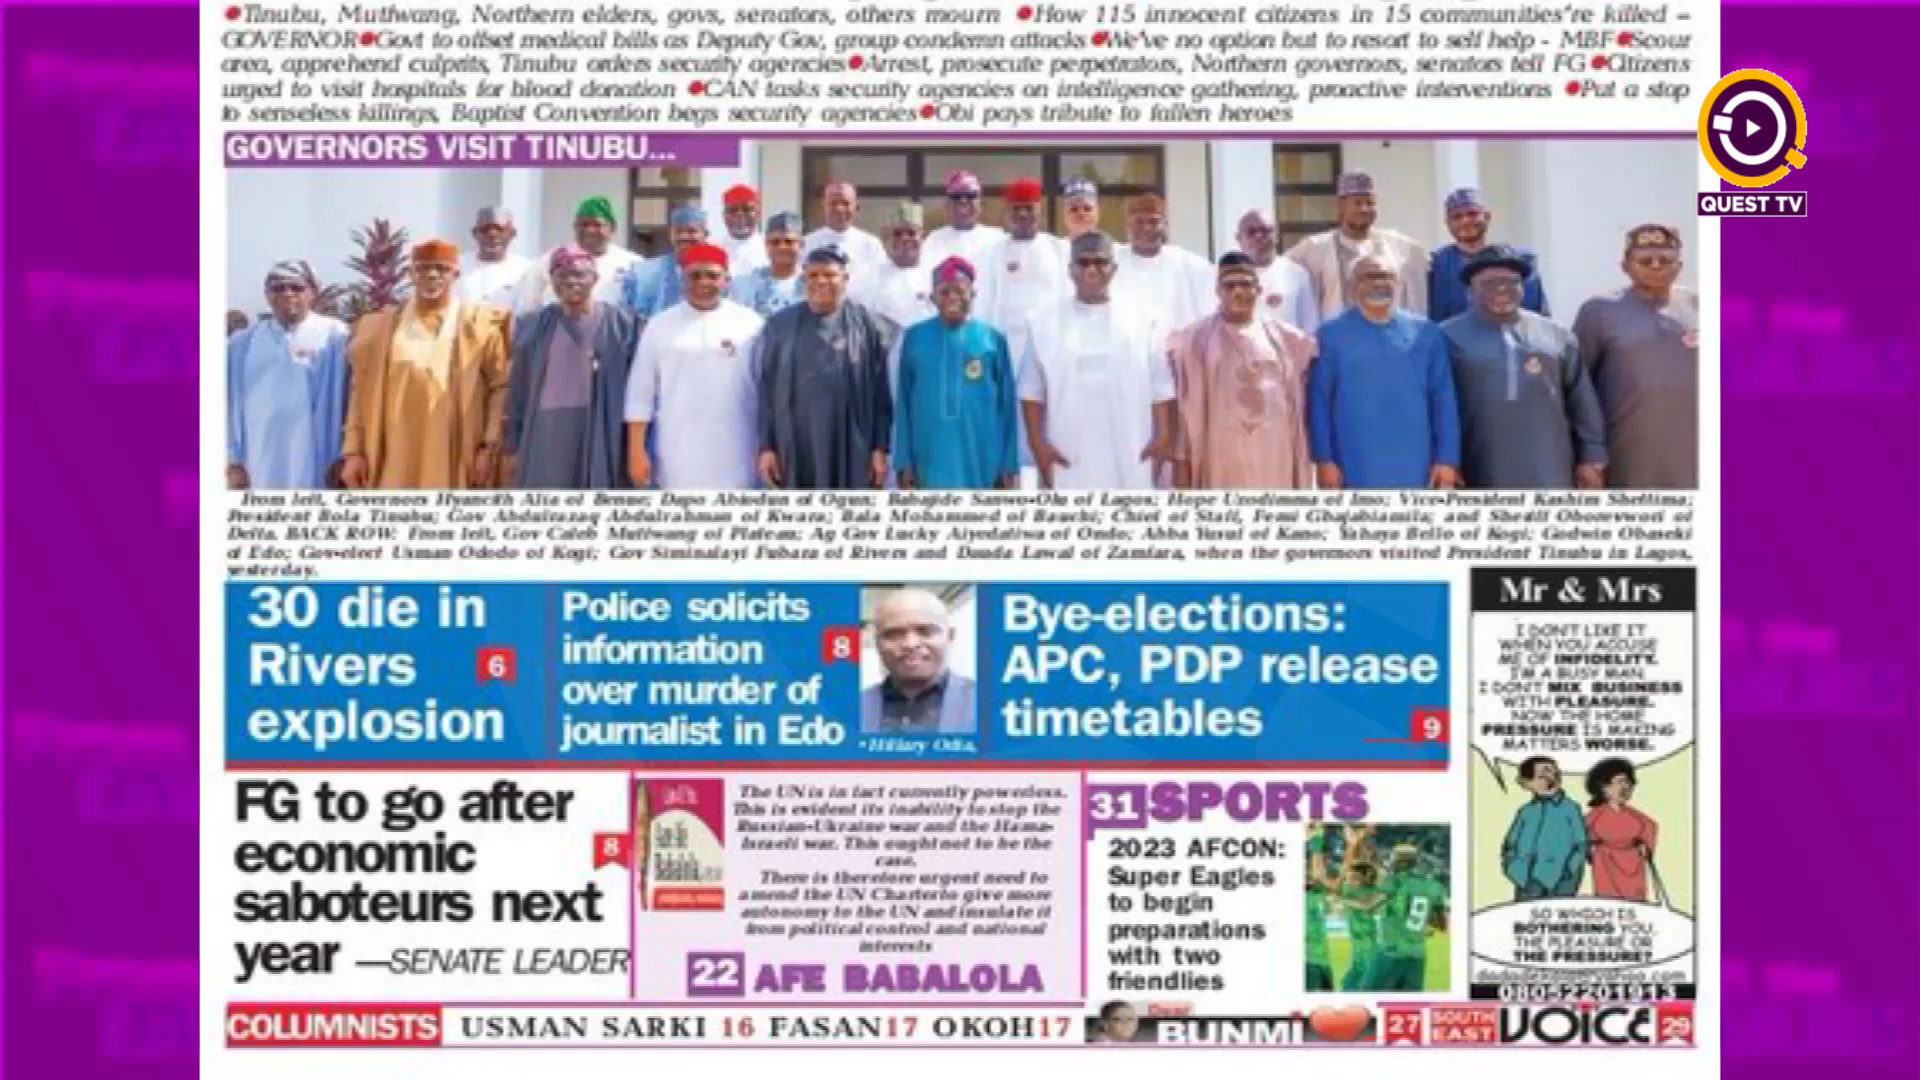 ●Tinubu, Mutfwang, Northern elders, govs, senators, others mourn ●How 115 innocent citizens in 15 communities're killed –
GOVERNOR●Govt to offset medical bills as Deputy Gov, group condemn attacks●We've no option but to resort to self help - MBF●Scour
area, apprehend culprits, Tinubu orders security agencies●Arrest, prosecute perpetrators, Northern governors, senators tell FG●Citizens
urged to visit hospitals for blood donation ●CAN tasks security agencies on intelligence gathering, proactive interventions ●Put a stop
to senseless killings, Baptist Convention begs security agencies●Obi pays tribute to fallen heroes
QUEST TV
GOVERNORS VISIT TINUBU...
From left, Governors Hyancith Alia of Benue; Dapo Abiodun of Ogun; Babajide Sanwo-Olu of Lagos; Hope Uzodimma of Imo; Vice-President Kashim Shettima;
President Bola Tinubu; Gov Abdulrazaq Abdulrahman of Kwara; Bala Mohammed of Bauchi; Chief of Staff, Femi Gbajabiamila; and Sheriff Oborevwori of
Delta. BACK ROW: From left, Gov Caleb Mutfwang of Plateau; Ag Gov Lucky Aiyedatiwa of Ondo; Abba Yusuf of Kano; Yahaya Bello of Kogi; Godwin Obaseki
of Edo; Gov-elect Usman Ododo of Kogi; Gov Siminalayi Fubara of Rivers and Dauda Lawal of Zamfara, when the governors visited President Tinubu in Lagos,
yesterday.
30 die in
Rivers 6
explosion
Police solicits
information 8
over murder of
journalist in Edo
•Hillary Odia.
Bye-elections:
APC, PDP release
timetables 9
Mr & Mrs
I DON'T LIKE IT
WHEN YOU ACCUSE
ME OF INFIDELITY.
I'M A BUSY MAN.
I DON'T MIX BUSINESS
WITH PLEASURE.
NOW THE HOME
PRESSURE IS MAKING
MATTERS WORSE.
SO WHICH IS
BOTHERING YOU,
THE PLEASURE OR
THE PRESSURE?
08052201913
FG to go after
economic 8
saboteurs next
year —SENATE LEADER
The UN is in fact currently powerless.
This is evident its inability to stop the
Russian-Ukraine war and the Hama-
Israeli war. This ought not to be the
case.
There is therefore urgent need to
amend the UN Charter to give more
autonomy to the UN and insulate it
from political control and national
interests
22 AFE BABALOLA
31 SPORTS
2023 AFCON:
Super Eagles
to begin
preparations
with two
friendlies
9
COLUMNISTS USMAN SARKI 16 FASAN17 OKOH17
Dear
BUNMI
27
SOUTH
EAST
VOICE
29